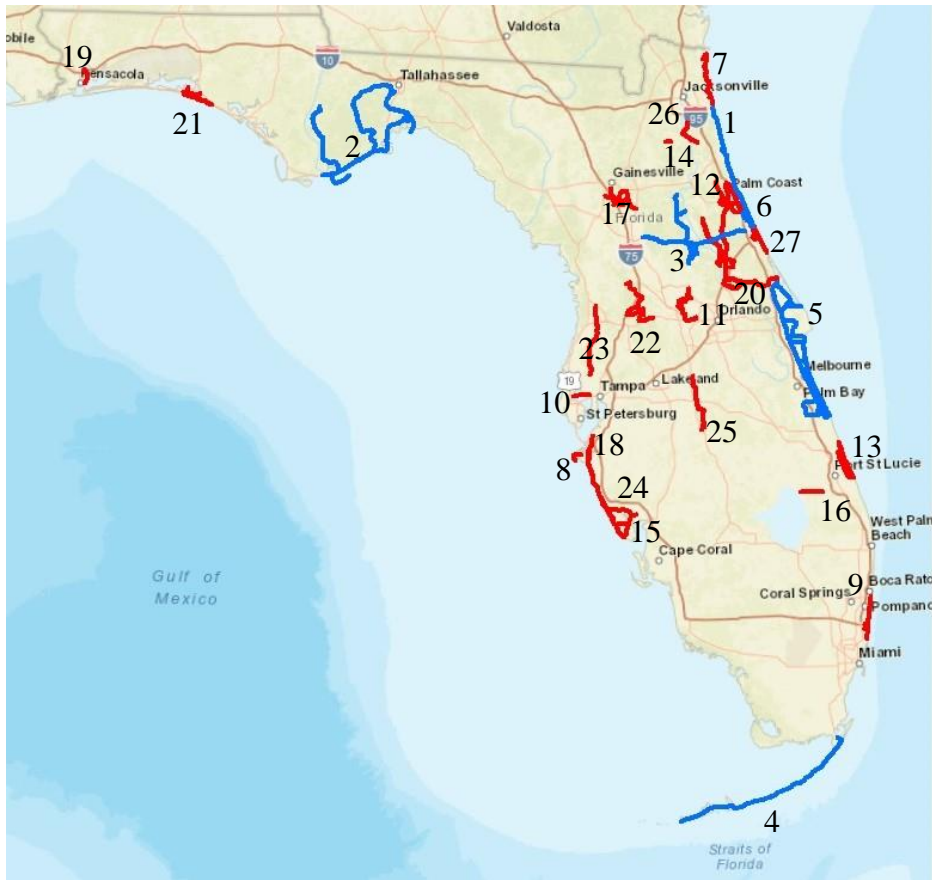 Valdosta
obile
19
ensacola
10
Tallahassee
7
Jacksonville
26
95
1
21
2
14
Gainesville
12
Palm Coast
17
Florida
6
27
75
3
20
5
Orlando
11
22
23
Melbourne
19
Lakeland
Tampa
Palm Bay
10
St Petersburg
25
18
13
8
Port St Lucie
24
16
15
West Palm
Beach
Cape Coral
Gulf of
Mexico
9
Boca Rato
Coral Springs
Pompano
Miami
4
Straits of
Florida